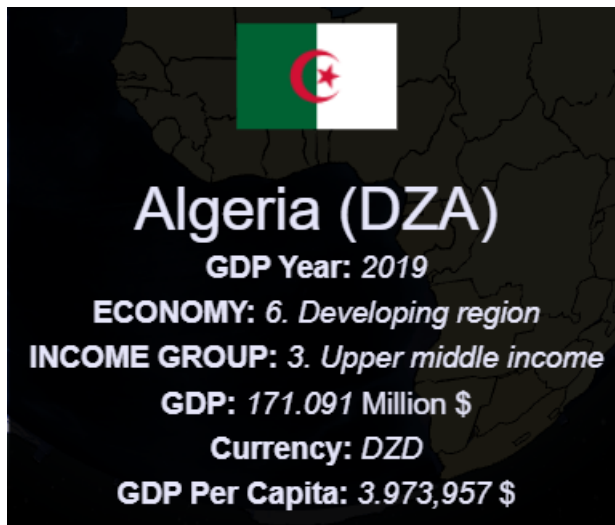 Algeria (DZA)
GDP Year: 2019
ECONOMY: 6. Developing region
INCOME GROUP: 3. Upper middle income
GDP: 171.091 Million $
Currency: DZD
GDP Per Capita: 3.973,957 $